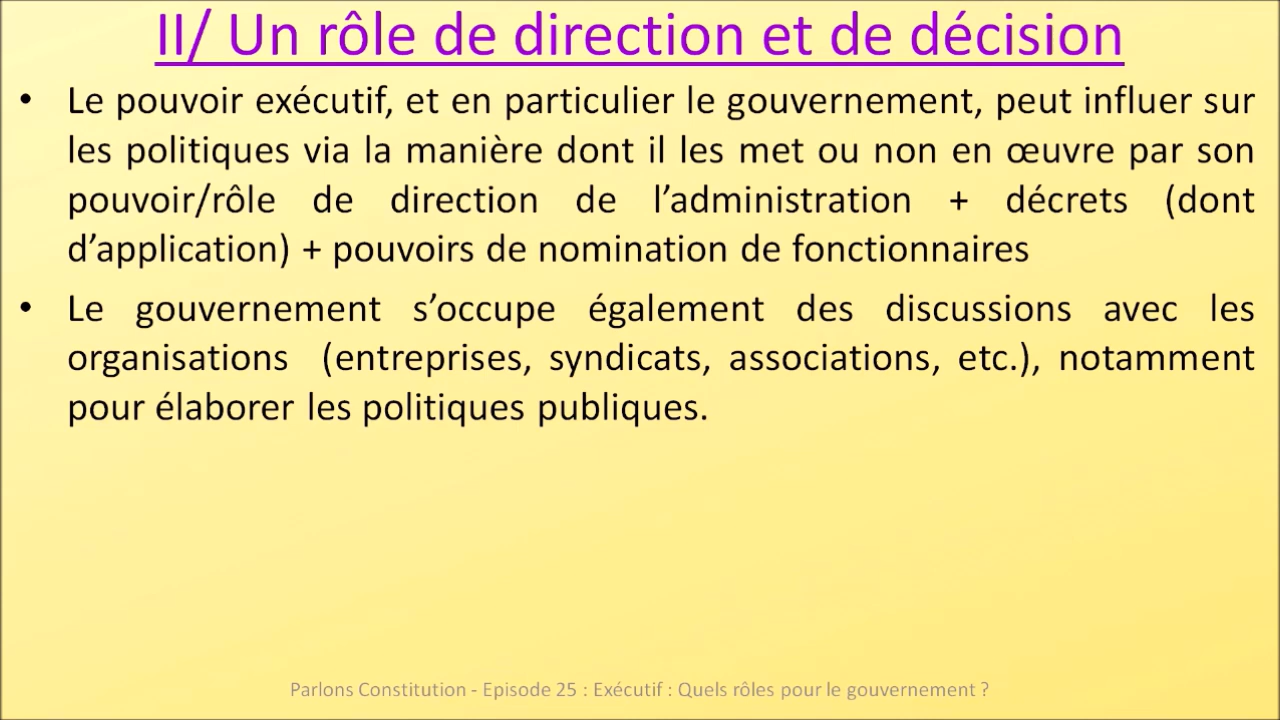 II/ Un rôle de direction et de décision
• Le pouvoir exécutif, et en particulier le gouvernement, peut influer sur
les politiques via la manière dont il les met ou non en œuvre par son
pouvoir/rôle de direction de l’administration + décrets (dont
d’application) + pouvoirs de nomination de fonctionnaires
• Le gouvernement s’occupe également des discussions avec les
organisations (entreprises, syndicats, associations, etc.), notamment
pour élaborer les politiques publiques.
Parlons Constitution - Episode 25 : Exécutif : Quels rôles pour le gouvernement ?